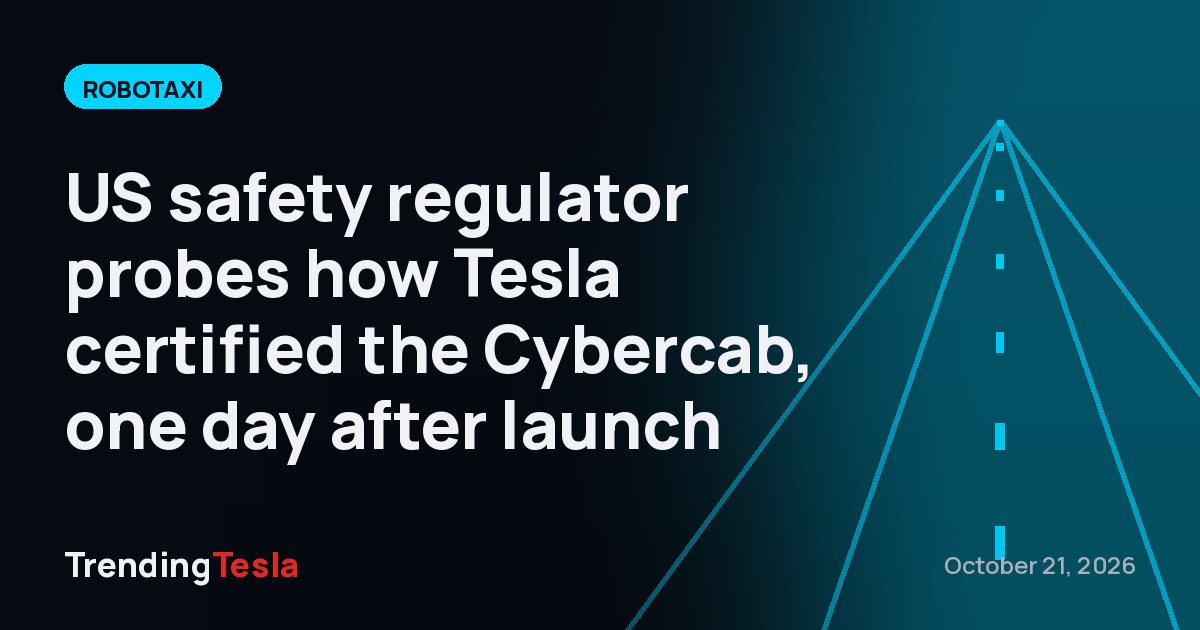 ROBOTAXI
US safety regulator
probes how Tesla
certified the Cybercab,
one day after launch
TrendingTesla
October 21, 2026